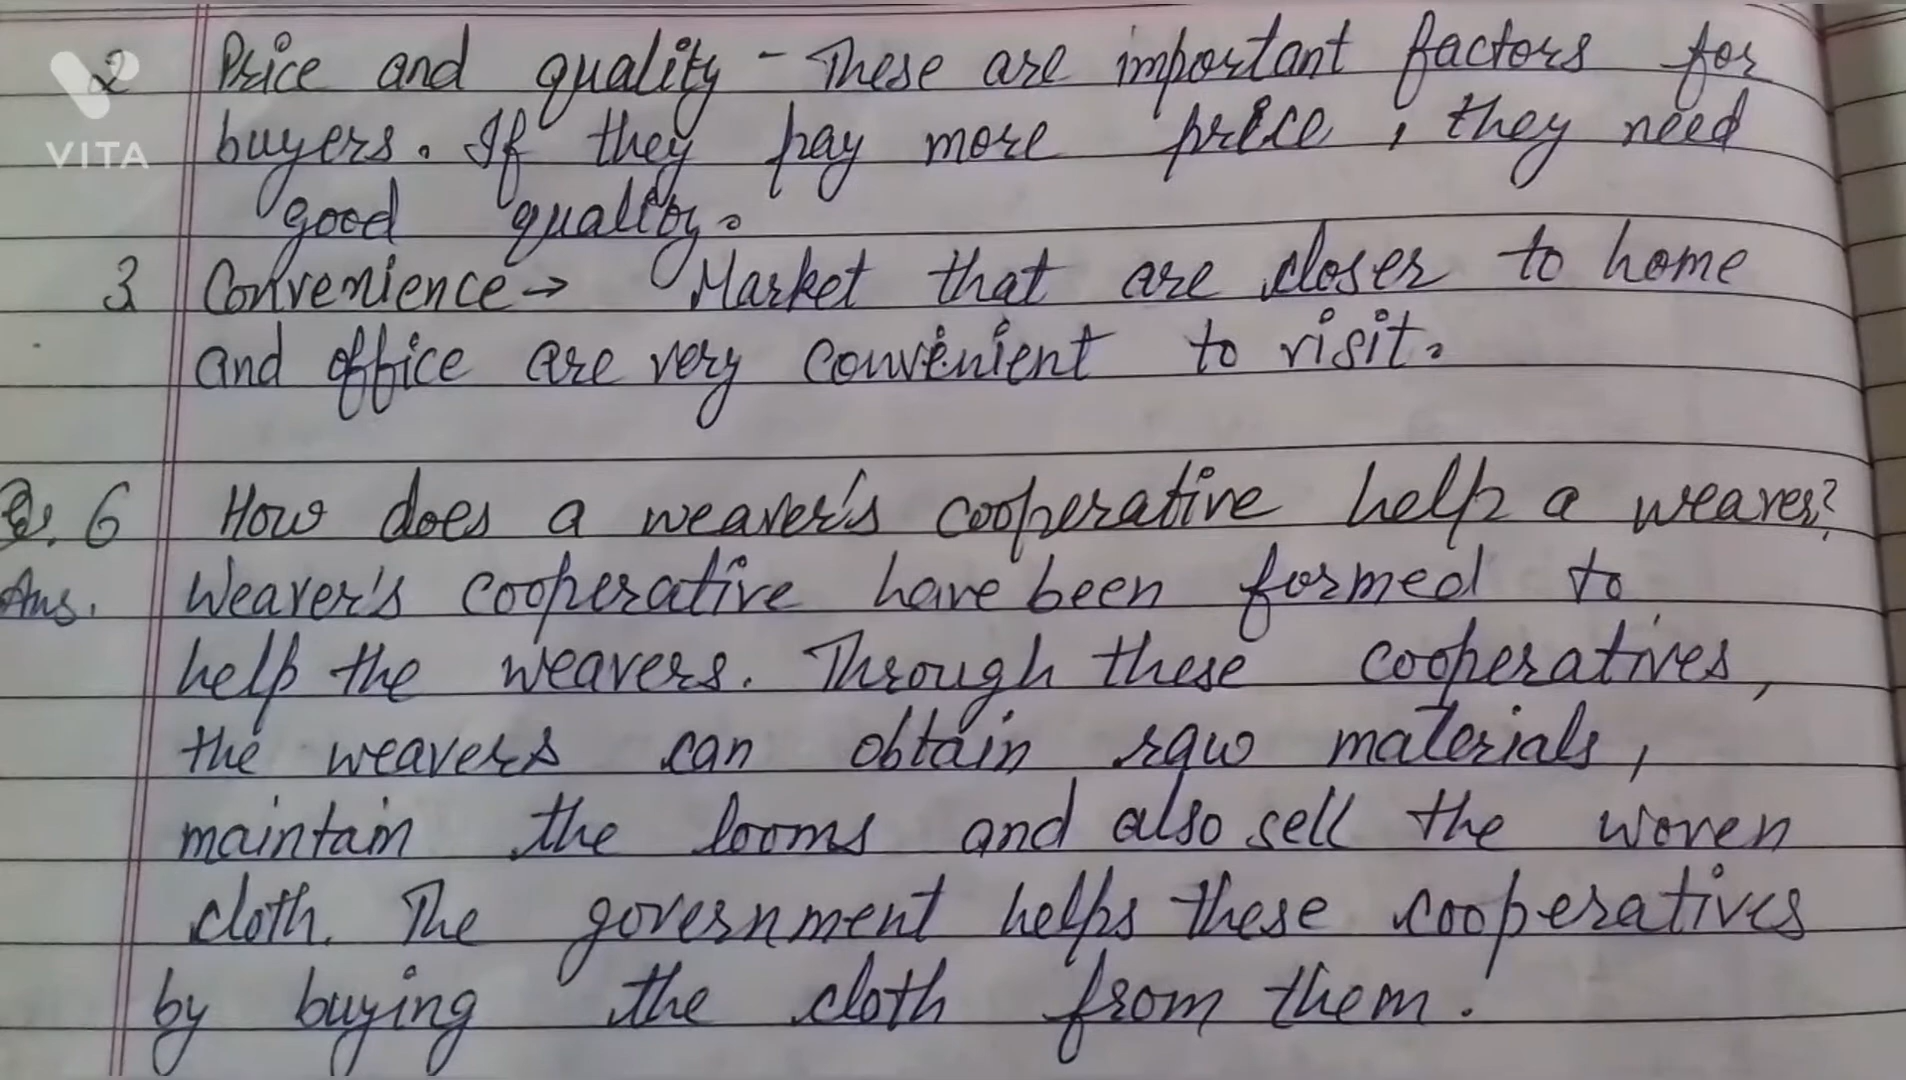 2 Price and quality - These are important factors for
VITA
buyers. If they pay more price, they need
good quality.
3 Convenience → Market that are closer to home
and office are very convenient to visit.
Q. 6 How does a weaver's cooperative help a weaver?
Ans. Weaver's cooperative have been formed to
help the weavers. Through these cooperatives,
the weavers can obtain raw materials,
maintain the looms and also sell the woven
cloth. The government helps these cooperatives
by buying the cloth from them.